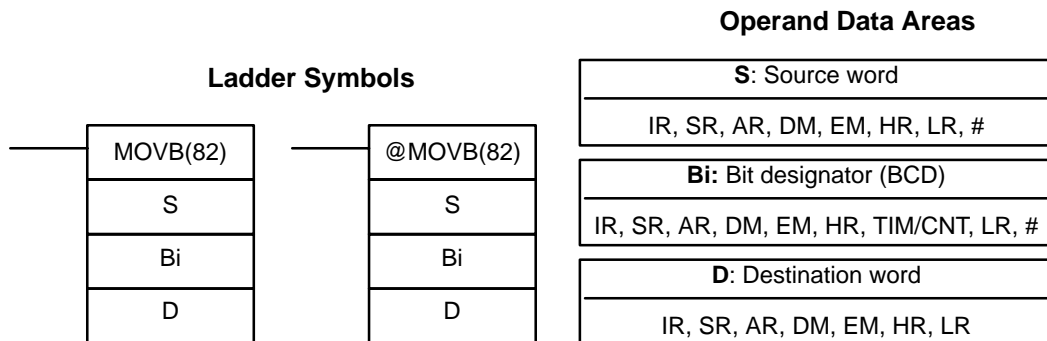 Operand Data Areas
Ladder Symbols
MOVB(82)
S
Bi
D
@MOVB(82)
S
Bi
D
S: Source word
IR, SR, AR, DM, EM, HR, LR, #
Bi: Bit designator (BCD)
IR, SR, AR, DM, EM, HR, TIM/CNT, LR, #
D: Destination word
IR, SR, AR, DM, EM, HR, LR